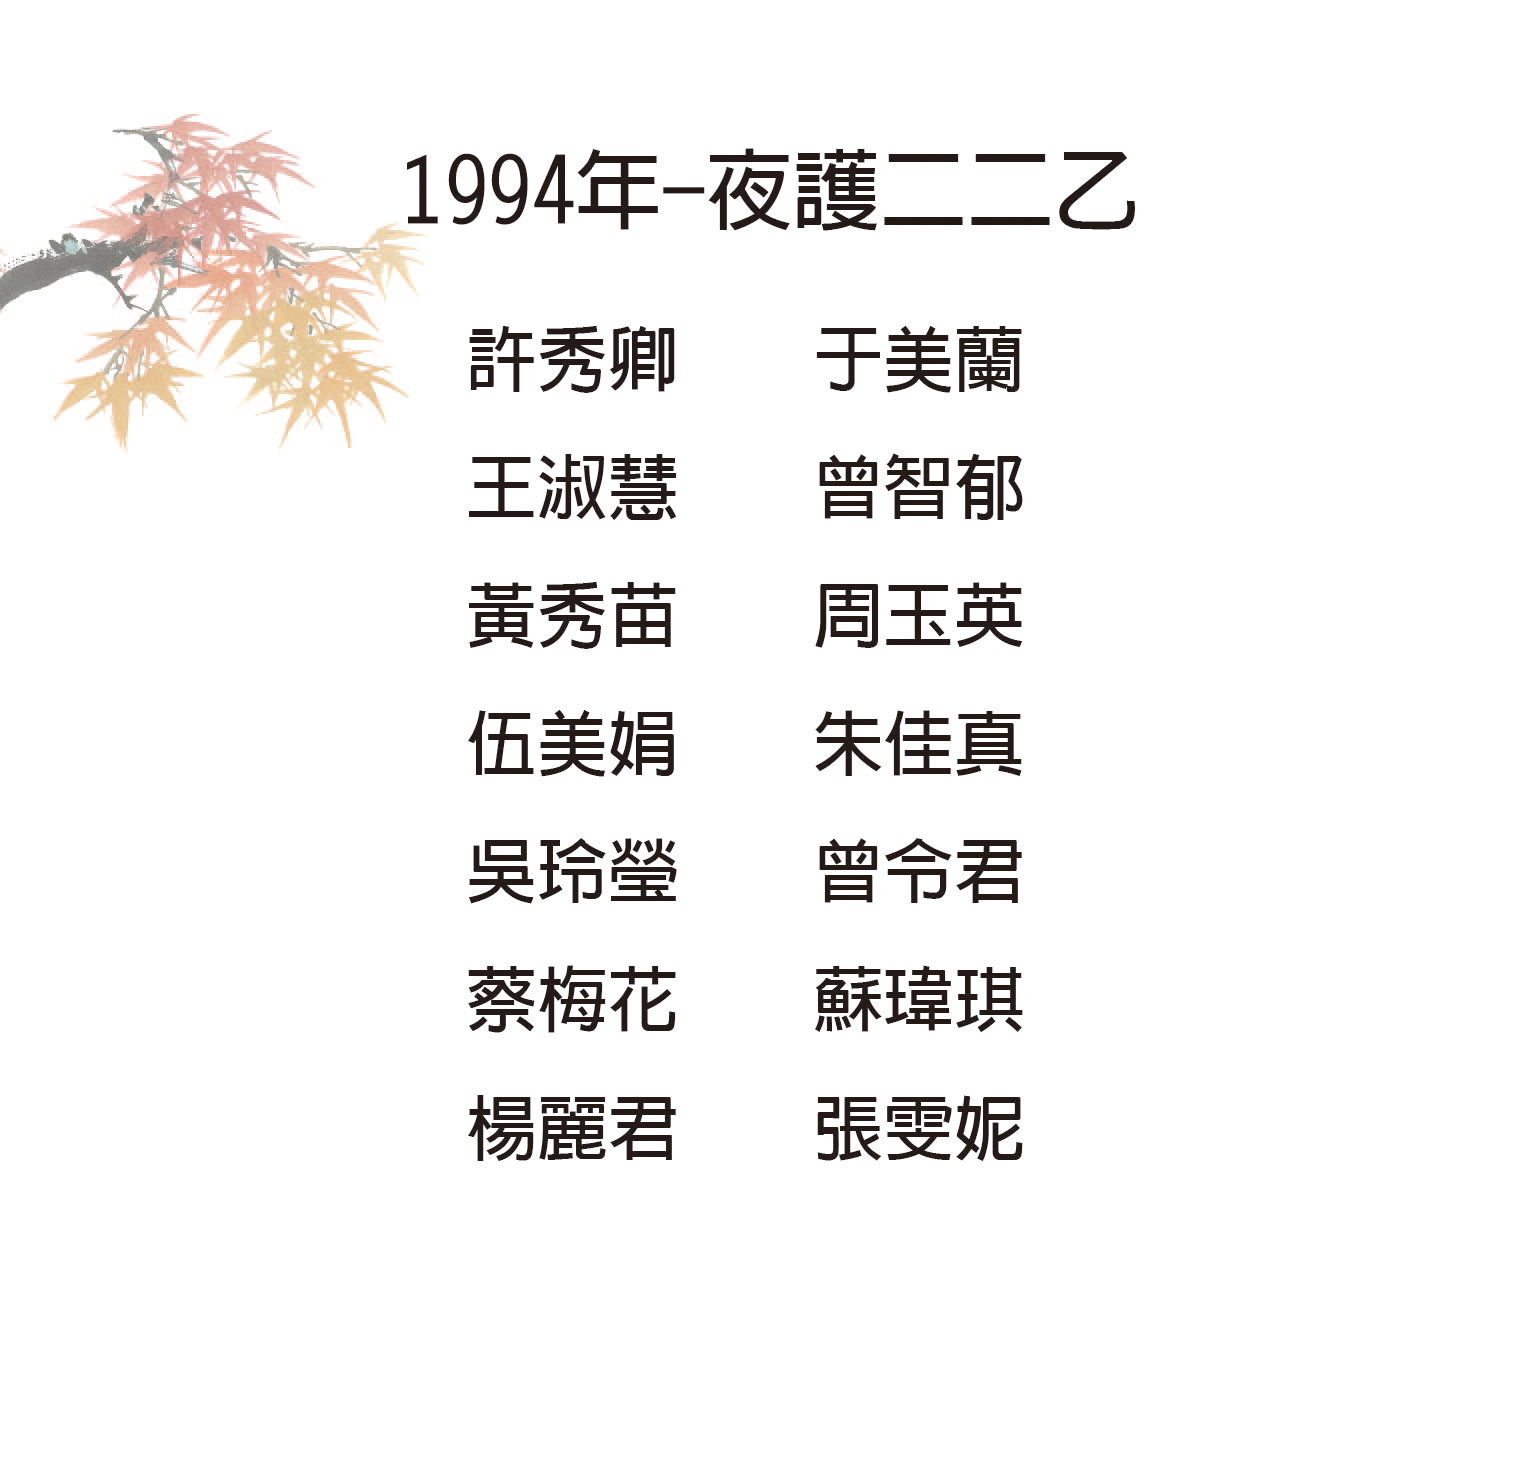 1994年-夜護二二乙
許秀卿 于美蘭
王淑慧 曾智郁
黃秀苗 周玉英
伍美娟 朱佳真
吳玲瑩 曾令君
蔡梅花 蘇瑋琪
楊麗君 張雯妮